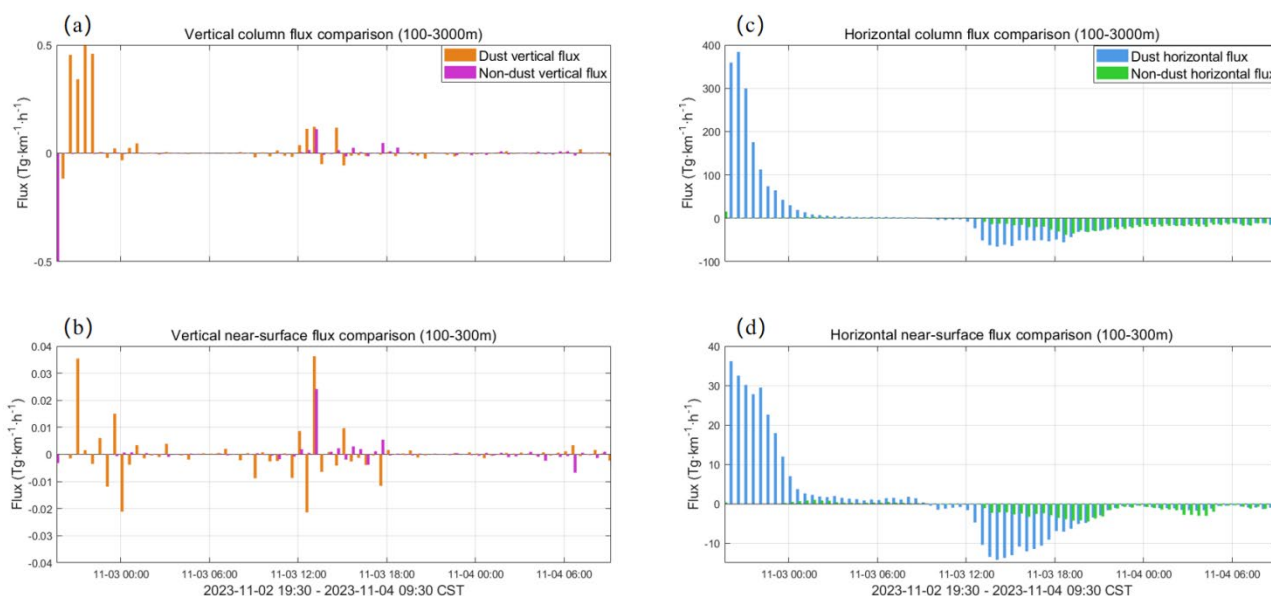 (a)
Vertical column flux comparison (100-3000m)
Dust vertical flux
Non-dust vertical flux
Flux (Tg·km⁻¹·h⁻¹)
0.5
0
-0.5
(b)
Vertical near-surface flux comparison (100-300m)
Flux (Tg·km⁻¹·h⁻¹)
0.04
0.03
0.02
0.01
0
-0.01
-0.02
-0.03
-0.04
11-03 00:00 11-03 06:00 11-03 12:00 11-03 18:00 11-04 00:00 11-04 06:00
2023-11-02 19:30 - 2023-11-04 09:30 CST
(c)
Horizontal column flux comparison (100-3000m)
Dust horizontal flux
Non-dust horizontal flux
Flux (Tg·km⁻¹·h⁻¹)
400
300
200
100
0
-100
(d)
Horizontal near-surface flux comparison (100-300m)
Flux (Tg·km⁻¹·h⁻¹)
40
30
20
10
0
-10
11-03 00:00 11-03 06:00 11-03 12:00 11-03 18:00 11-04 00:00 11-04 06:00
2023-11-02 19:30 - 2023-11-04 09:30 CST